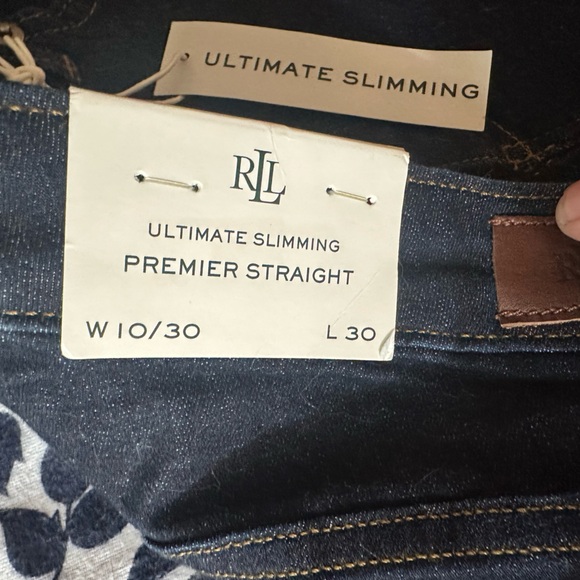 ULTIMATE SLIMMING
RLL
ULTIMATE SLIMMING
PREMIER STRAIGHT
W 10/30 L 30